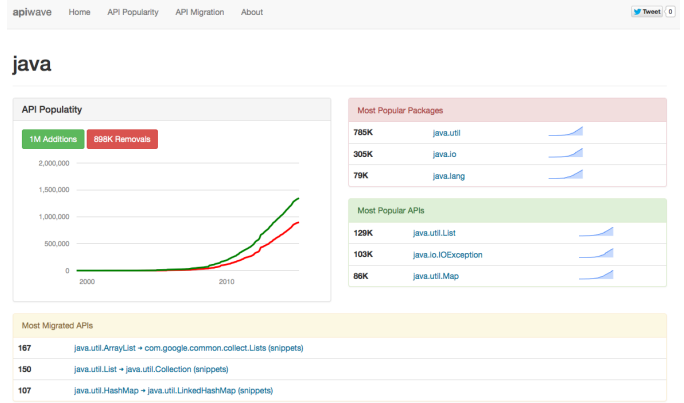 apiwave Home API Popularity API Migration About Tweet 0
java
API Populatity
1M Additions 898K Removals
2,000,000
1,500,000
1,000,000
500,000
0
2000 2010
Most Popular Packages
785K java.util
305K java.io
79K java.lang
Most Popular APIs
129K java.util.List
103K java.io.IOException
86K java.util.Map
Most Migrated APIs
167 java.util.ArrayList → com.google.common.collect.Lists (snippets)
150 java.util.List → java.util.Collection (snippets)
107 java.util.HashMap → java.util.LinkedHashMap (snippets)